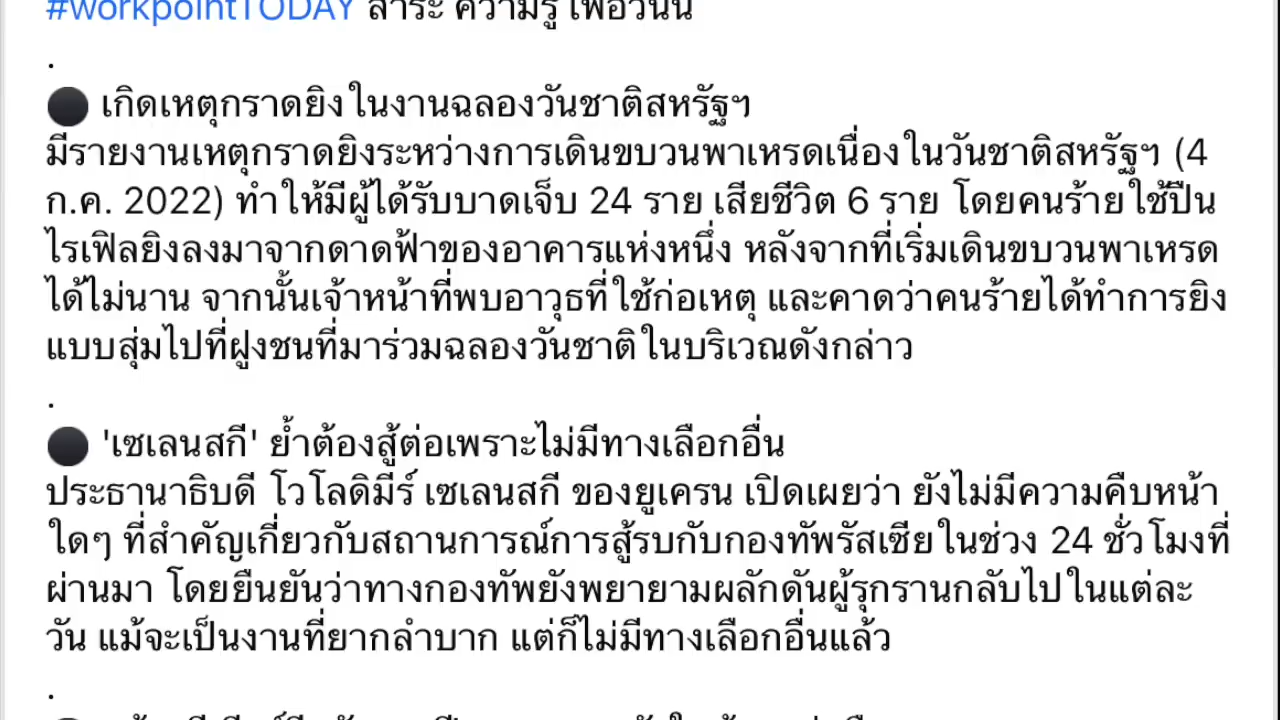 #workpointTODAY สาระ ความรู้ เพื่อวันนี้
.
⚫ เกิดเหตุกราดยิงในงานฉลองวันชาติสหรัฐฯ
มีรายงานเหตุกราดยิงระหว่างการเดินขบวนพาเหรดเนื่องในวันชาติสหรัฐฯ (4
ก.ค. 2022) ทำให้มีผู้ได้รับบาดเจ็บ 24 ราย เสียชีวิต 6 ราย โดยคนร้ายใช้ปืน
ไรเฟิลยิงลงมาจากดาดฟ้าของอาคารแห่งหนึ่ง หลังจากที่เริ่มเดินขบวนพาเหรด
ได้ไม่นาน จากนั้นเจ้าหน้าที่พบอาวุธที่ใช้ก่อเหตุ และคาดว่าคนร้ายได้ทำการยิง
แบบสุ่มไปที่ฝูงชนที่มาร่วมฉลองวันชาติในบริเวณดังกล่าว
.
⚫ 'เซเลนสกี' ย้ำต้องสู้ต่อเพราะไม่มีทางเลือกอื่น
ประธานาธิบดี โวโลดิมีร์ เซเลนสกี ของยูเครน เปิดเผยว่า ยังไม่มีความคืบหน้า
ใดๆ ที่สำคัญเกี่ยวกับสถานการณ์การสู้รบกับกองทัพรัสเซียในช่วง 24 ชั่วโมงที่
ผ่านมา โดยยืนยันว่าทางกองทัพยังพยายามผลักดันผู้รุกรานกลับไปในแต่ละ
วัน แม้จะเป็นงานที่ยากลำบาก แต่ก็ไม่มีทางเลือกอื่นแล้ว
.